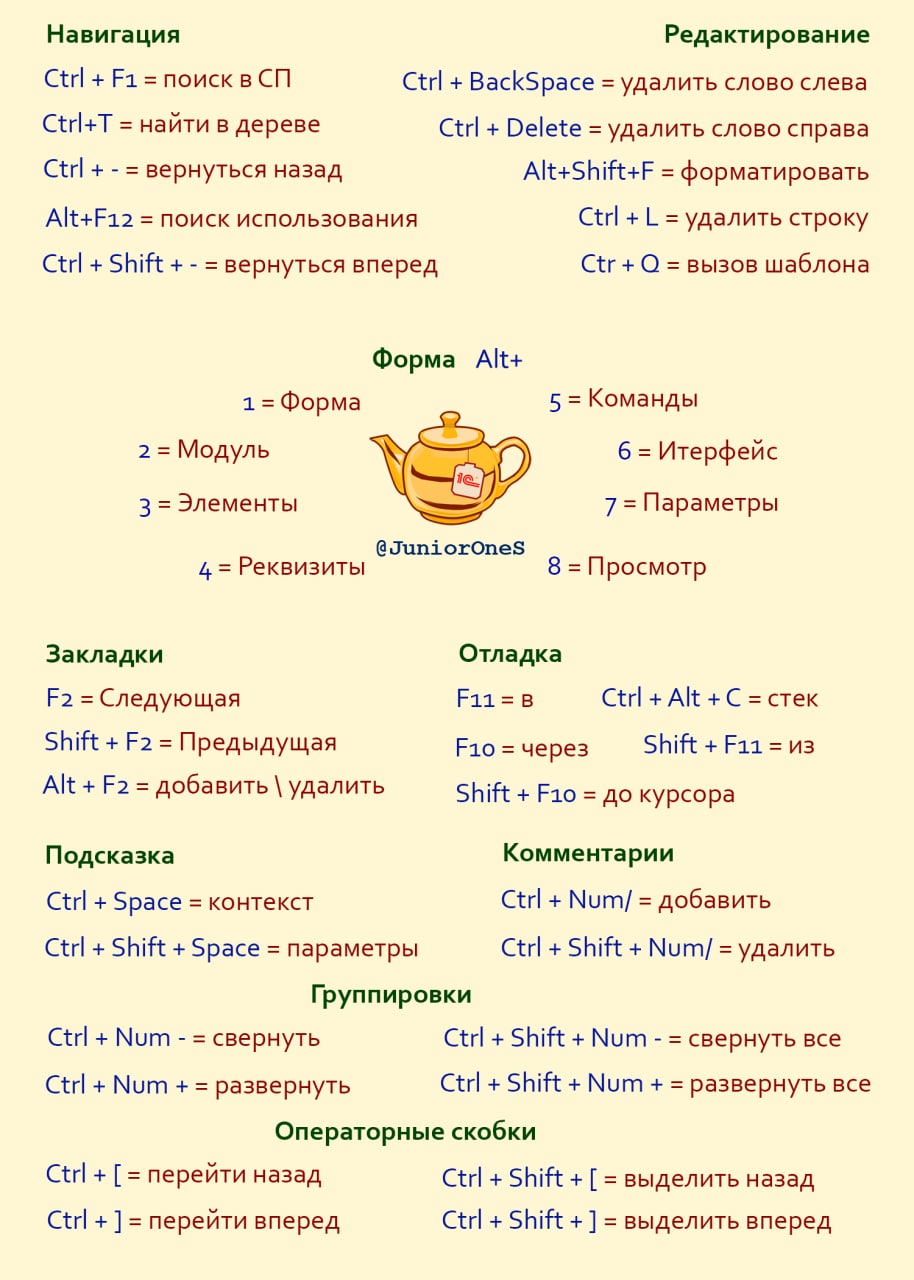 Навигация
Ctrl + F1 = поиск в СП
Ctrl+T = найти в дереве
Ctrl + - = вернуться назад
Alt+F12 = поиск использования
Ctrl + Shift + - = вернуться вперед
Редактирование
Ctrl + BackSpace = удалить слово слева
Ctrl + Delete = удалить слово справа
Alt+Shift+F = форматировать
Ctrl + L = удалить строку
Ctr + Q = вызов шаблона
Форма Alt+
1 = Форма
2 = Модуль
3 = Элементы
4 = Реквизиты
1С
@JuniorOneS
5 = Команды
6 = Итерфейс
7 = Параметры
8 = Просмотр
Закладки
F2 = Следующая
Shift + F2 = Предыдущая
Alt + F2 = добавить \ удалить
Отладка
F11 = в Ctrl + Alt + C = стек
F10 = через Shift + F11 = из
Shift + F10 = до курсора
Подсказка
Ctrl + Space = контекст
Ctrl + Shift + Space = параметры
Комментарии
Ctrl + Num/ = добавить
Ctrl + Shift + Num/ = удалить
Группировки
Ctrl + Num - = свернуть
Ctrl + Num + = развернуть
Ctrl + Shift + Num - = свернуть все
Ctrl + Shift + Num + = развернуть все
Операторные скобки
Ctrl + [ = перейти назад
Ctrl + ] = перейти вперед
Ctrl + Shift + [ = выделить назад
Ctrl + Shift + ] = выделить вперед